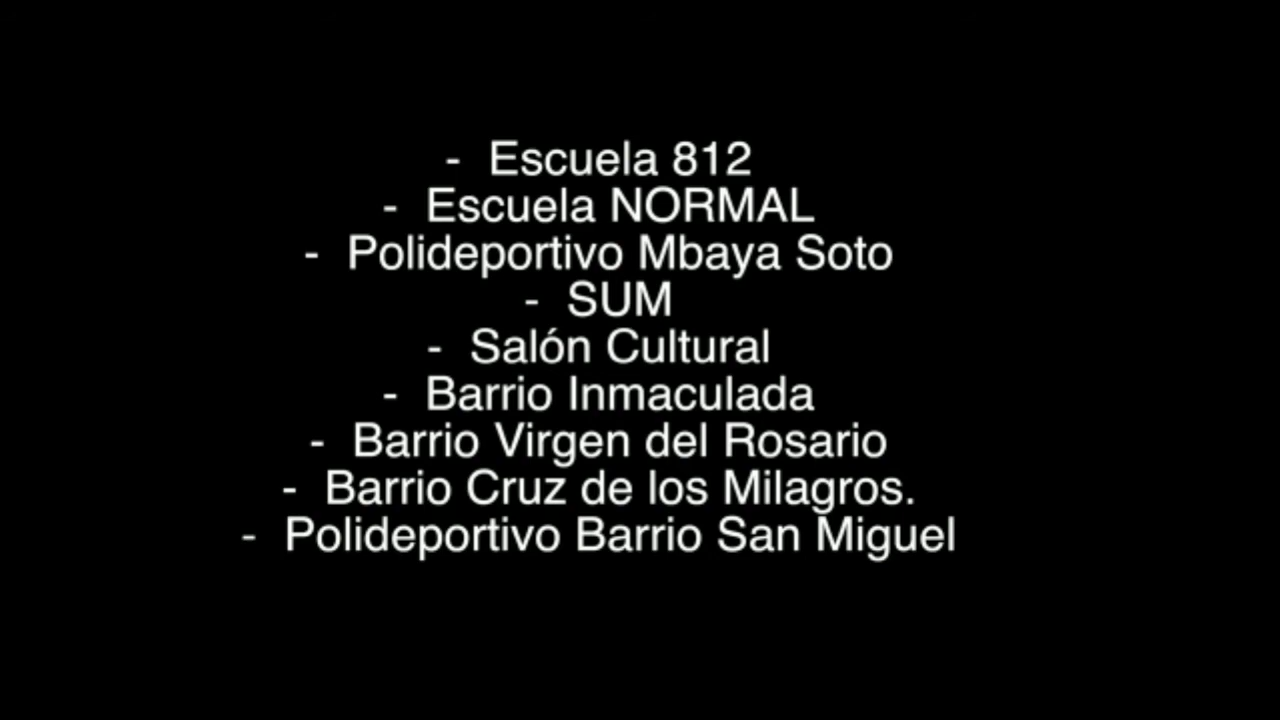 - Escuela 812
- Escuela NORMAL
- Polideportivo Mbaya Soto
- SUM
- Salón Cultural
- Barrio Inmaculada
- Barrio Virgen del Rosario
- Barrio Cruz de los Milagros.
- Polideportivo Barrio San Miguel